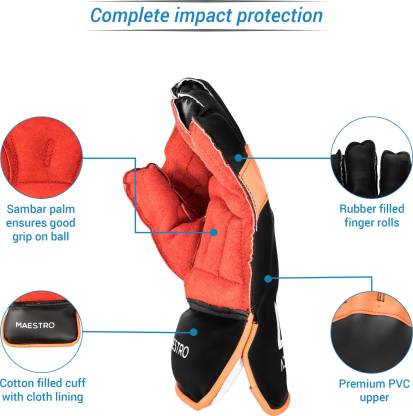 Complete impact protection
Sambar palm
ensures good
grip on ball
Rubber filled
finger rolls
MAESTRO
Cotton filled cuff
with cloth lining
Premium PVC
upper